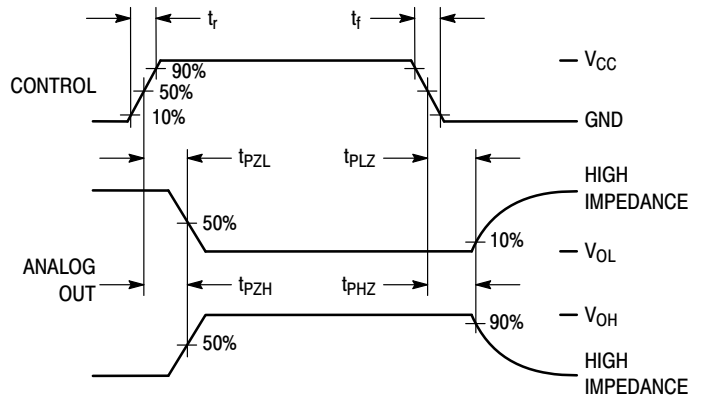 tr
tf
90%
VCC
CONTROL
50%
10%
GND
tPZL
tPLZ
HIGH
IMPEDANCE
50%
10%
VOL
ANALOG
OUT
tPZH
tPHZ
VOH
90%
50%
HIGH
IMPEDANCE